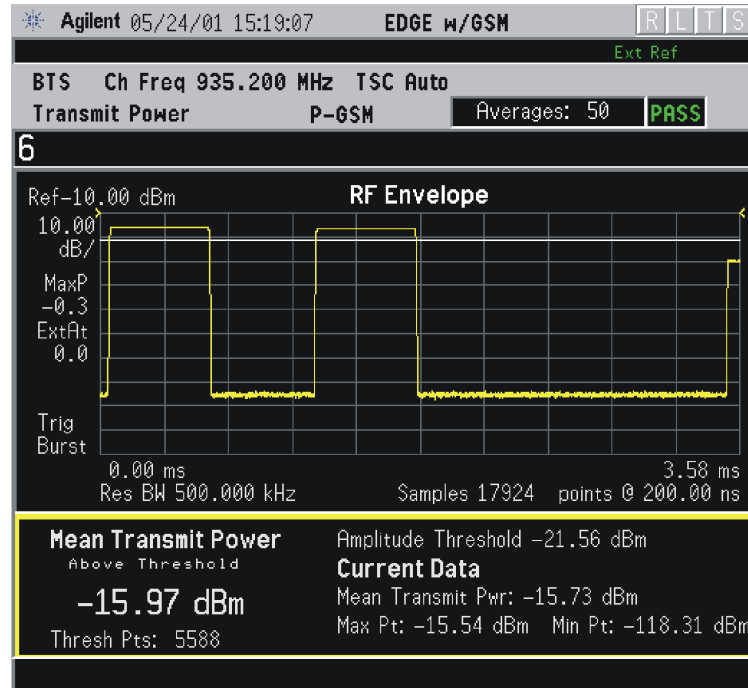 Agilent 05/24/01 15:19:07 EDGE w/GSM R L T S
Ext Ref
BTS Ch Freq 935.200 MHz TSC Auto
Transmit Power P-GSM Averages: 50 PASS
6
Ref-10.00 dBm RF Envelope
10.00
dB/
MaxP
-0.3
ExtAt
0.0
Trig
Burst
0.00 ms 3.58 ms
Res BW 500.000 kHz Samples 17924 points @ 200.00 ns
Mean Transmit Power Amplitude Threshold -21.56 dBm
Above Threshold Current Data
-15.97 dBm Mean Transmit Pwr: -15.73 dBm
Thresh Pts: 5588 Max Pt: -15.54 dBm Min Pt: -118.31 dBm